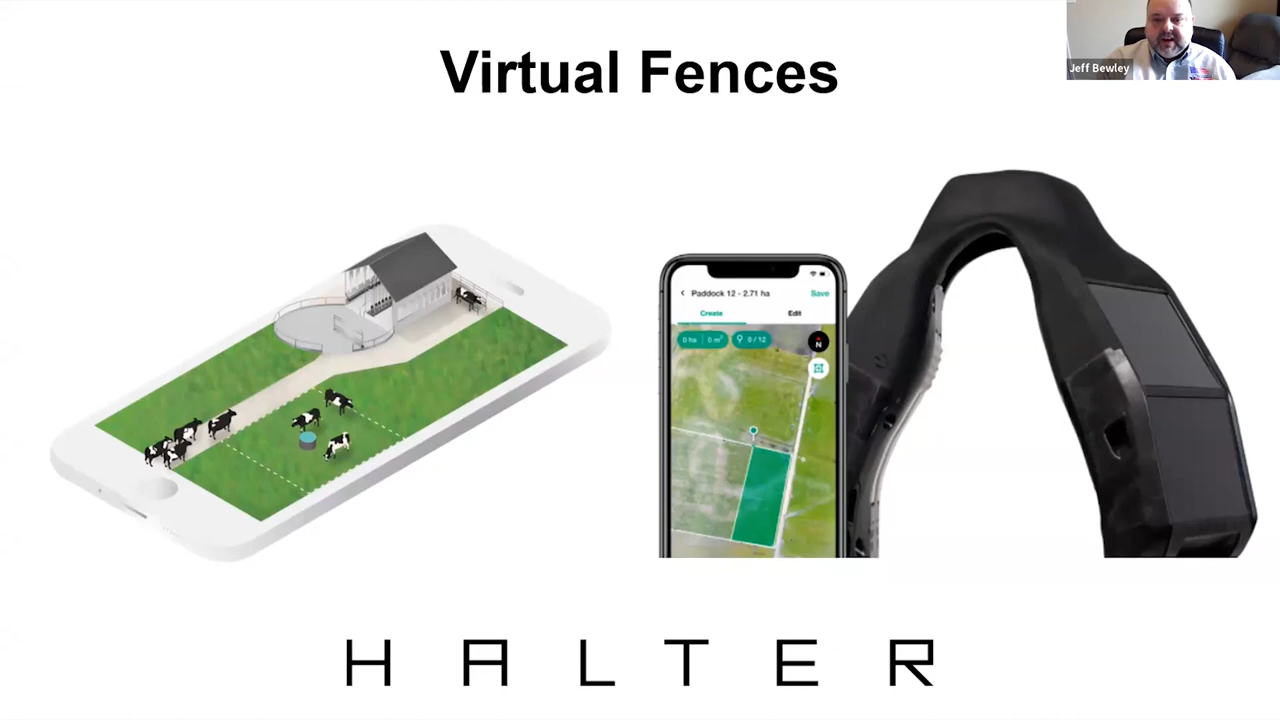 Virtual Fences
Jeff Bewley
Paddock 12 - 2.71 ha
Save
Create
Edit
0 ha
0 m²
0 / 12
N
HALTER